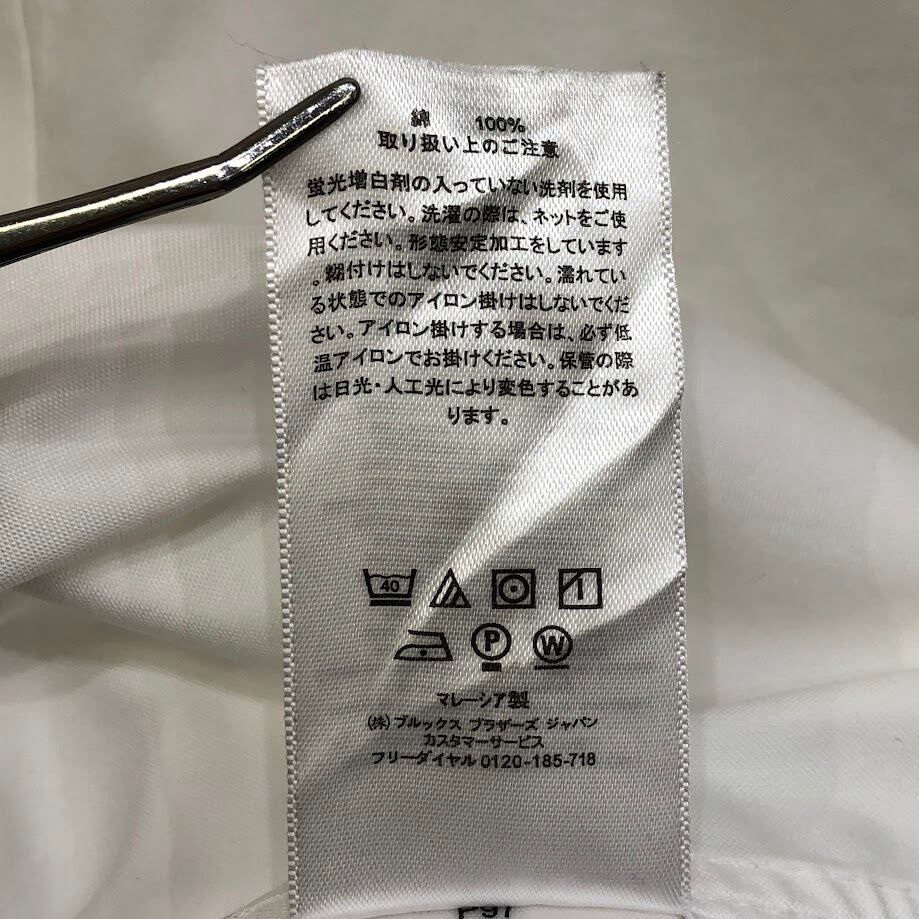 綿 100%
取り扱い上のご注意
蛍光増白剤の入っていない洗剤を使用
してください。洗濯の際は、ネットをご使
用ください。形態安定加工をしています
。糊付けはしないでください。濡れてい
る状態でのアイロン掛けはしないでくだ
さい。アイロン掛けする場合は、必ず低
温アイロンでお掛けください。保管の際
は日光・人工光により変色することがあ
ります。
40
P W
マレーシア製
(株)ブルックス ブラザーズ ジャパン
カスタマーサービス
フリーダイヤル0120-185-718